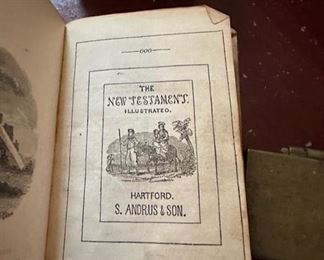 THE
NEW TESTAMENT.
ILLUSTRATED.
HARTFORD.
S. ANDRUS & SON.